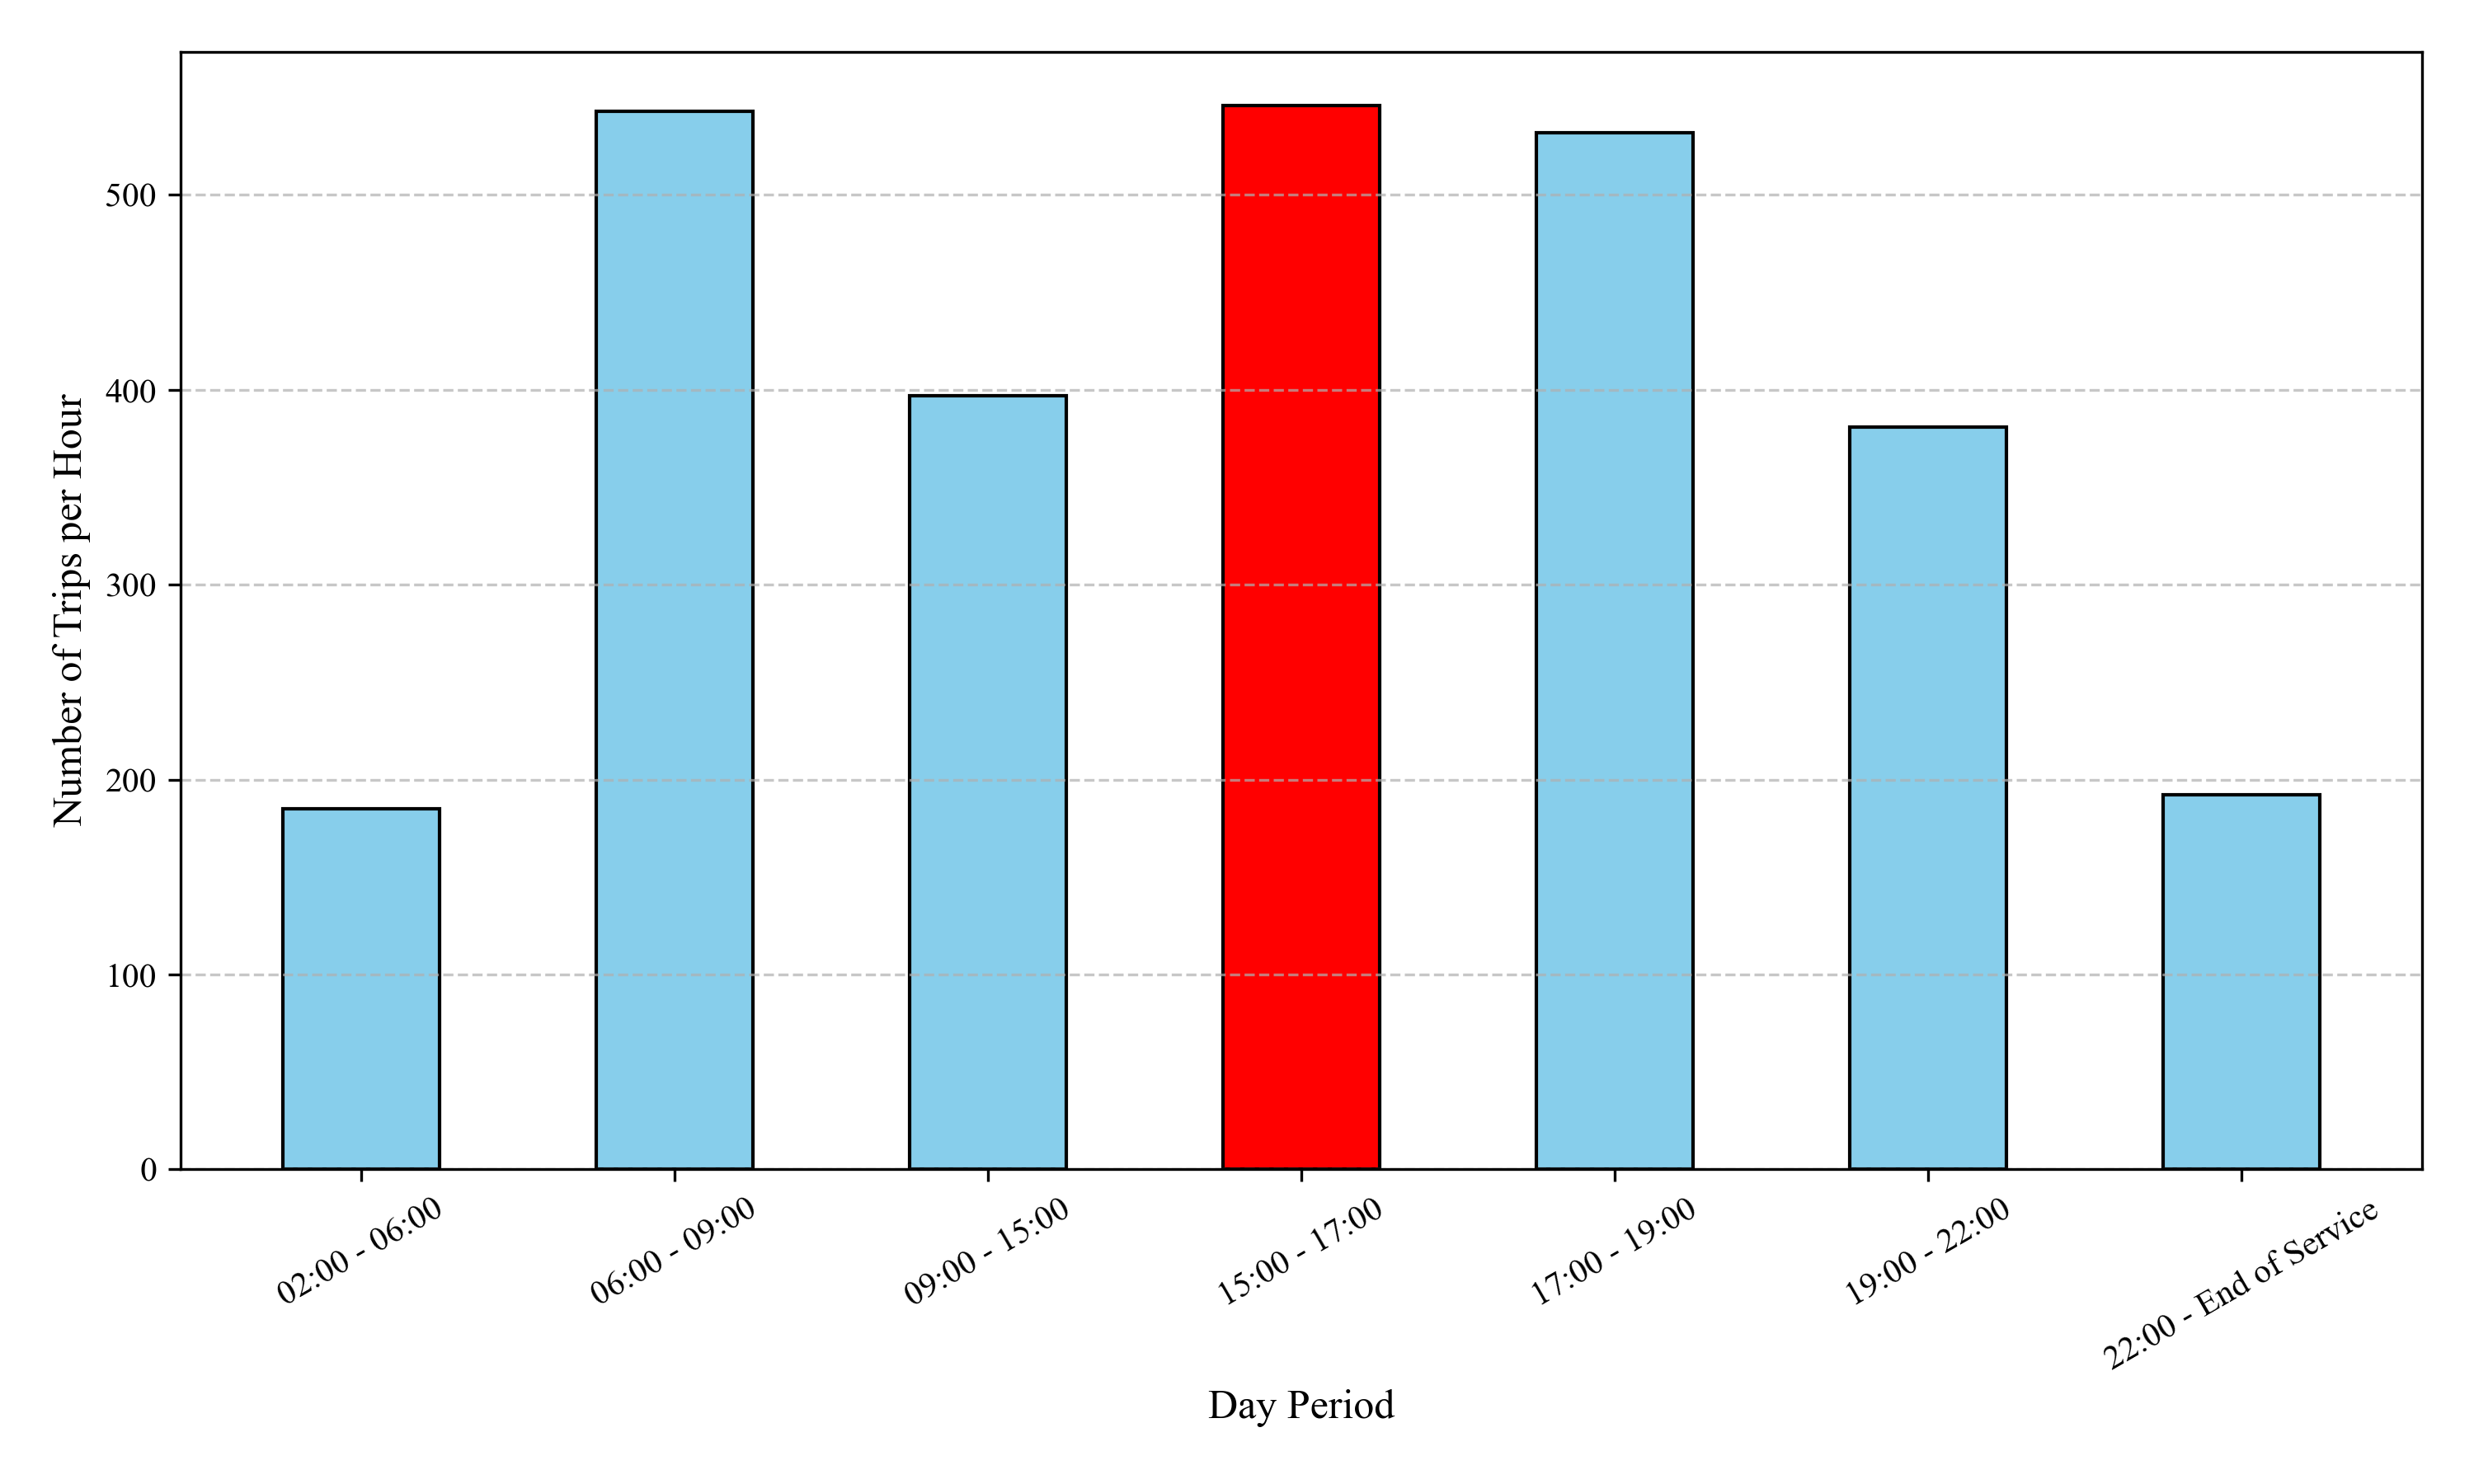 500
400
300
200
100
0
Number of Trips per Hour
02:00 - 06:00
06:00 - 09:00
09:00 - 15:00
15:00 - 17:00
17:00 - 19:00
19:00 - 22:00
22:00 - End of Service
Day Period